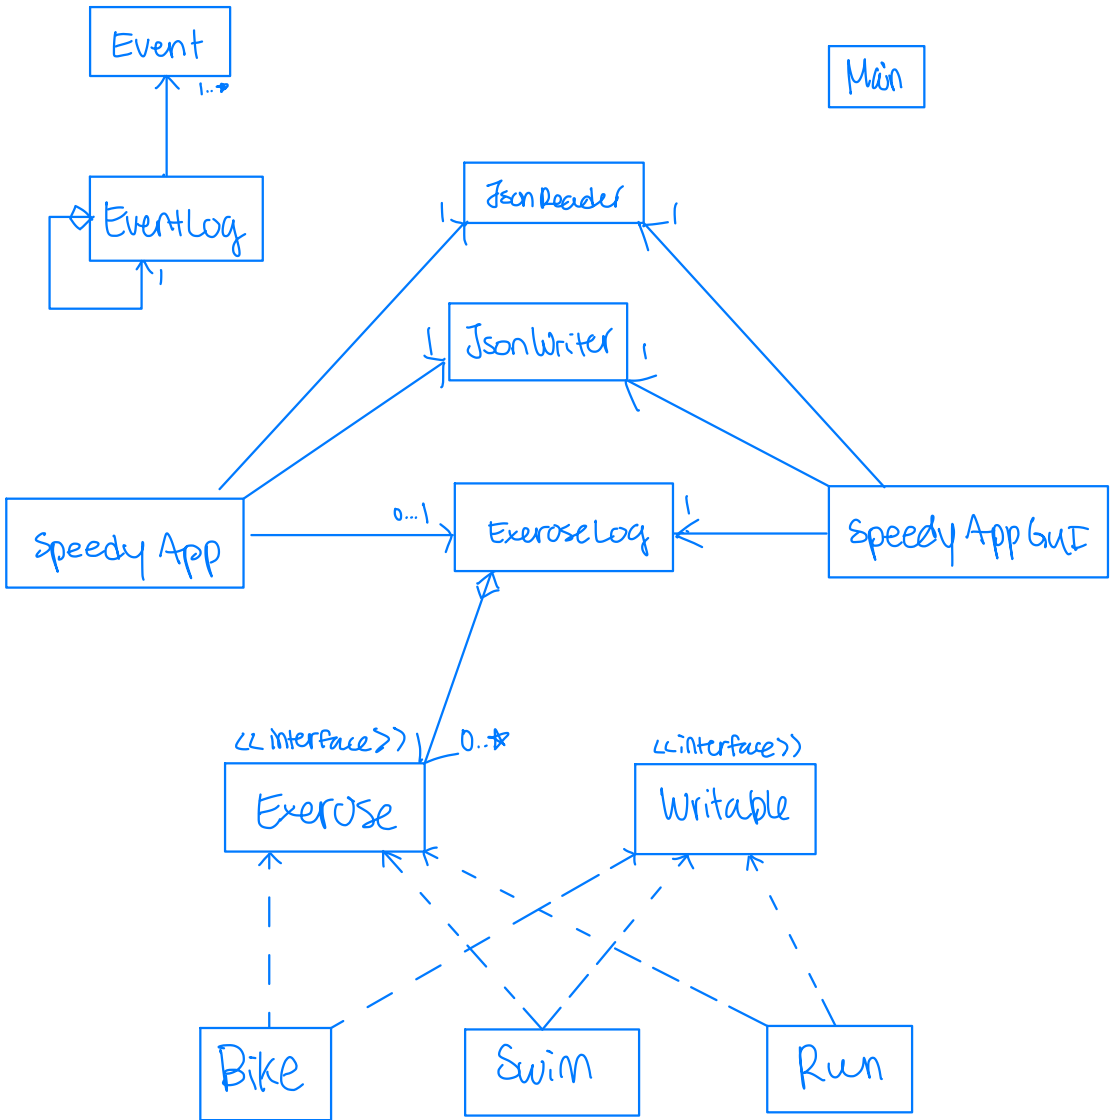 Event
1..*
Main
EventLog
1
JsonReader
1
1
JsonWriter
1
1
Speedy App
0...1
ExerciseLog
1
Speedy App GUI
<<interface>>
0..*
Exercise
<<interface>>
Writable
Bike
Swim
Run